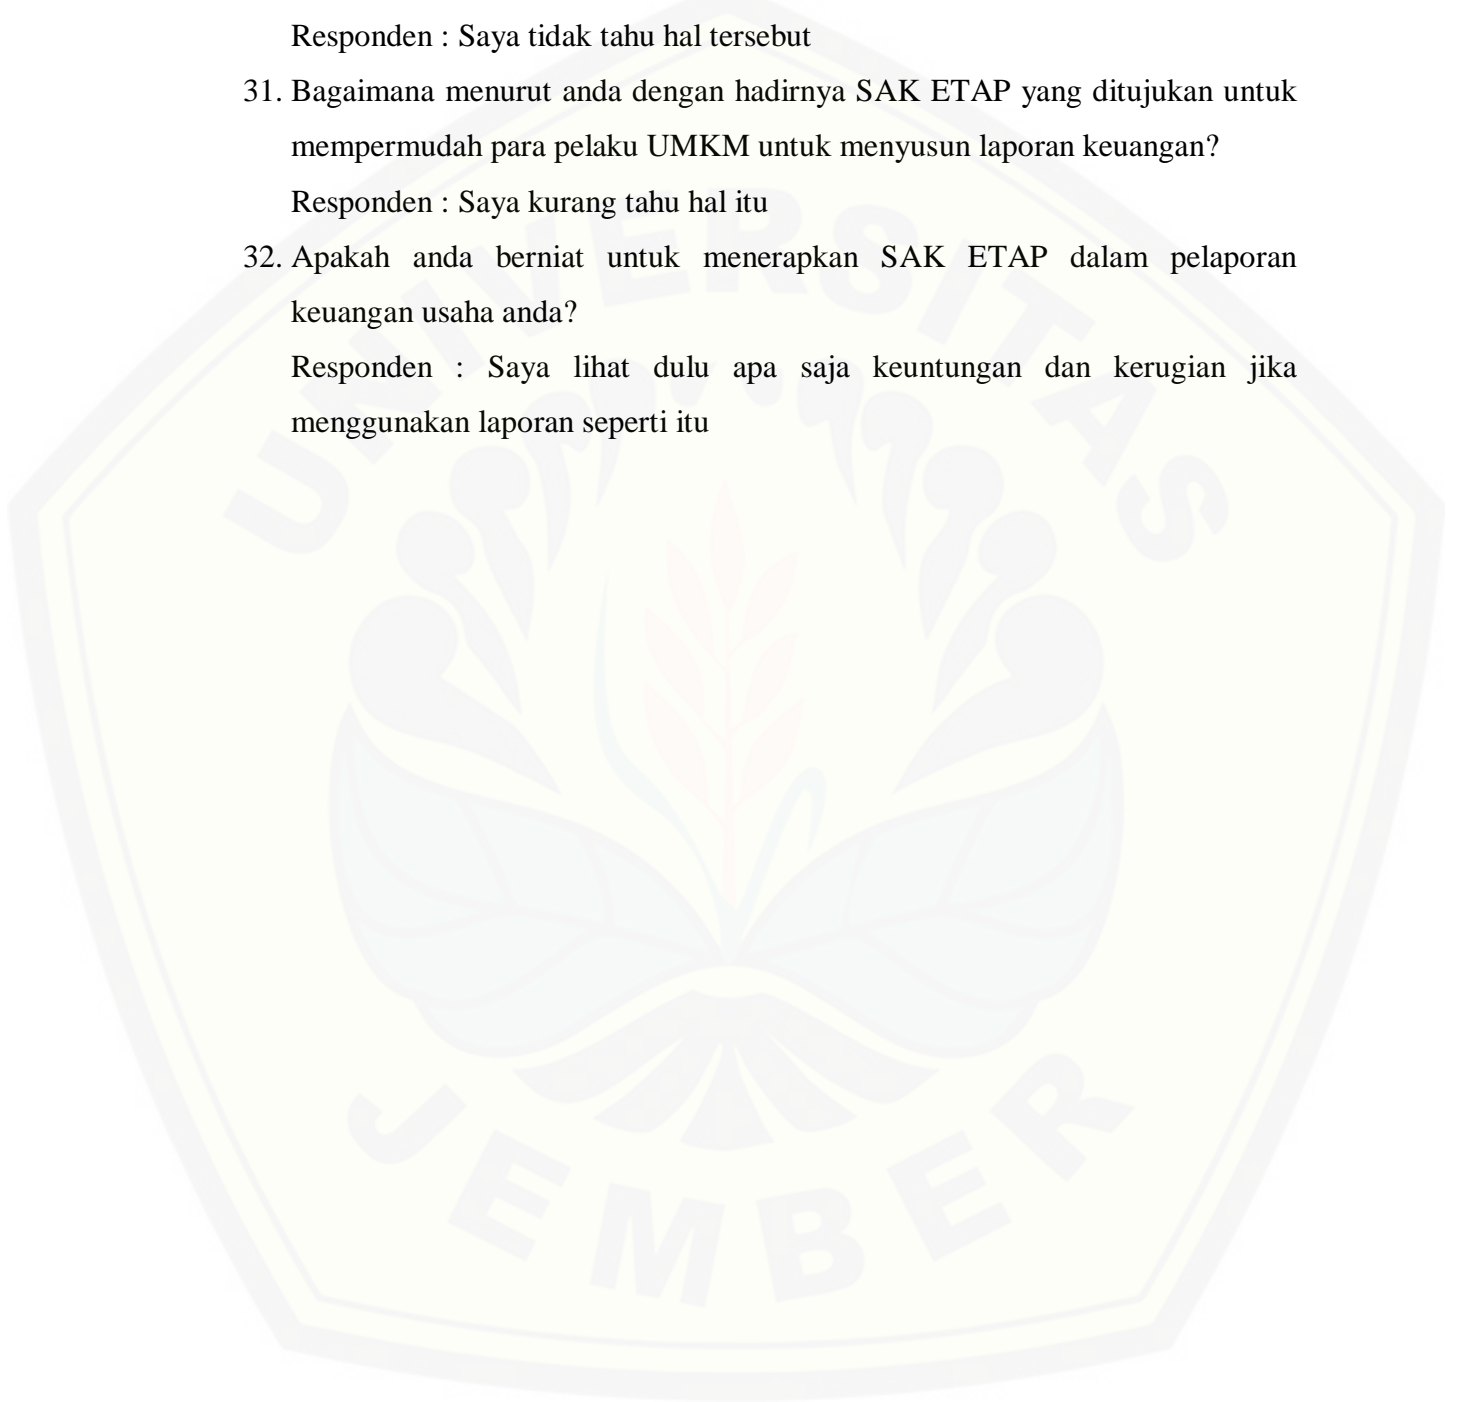 Responden : Saya tidak tahu hal tersebut
31. Bagaimana menurut anda dengan hadirnya SAK ETAP yang ditujukan untuk
mempermudah para pelaku UMKM untuk menyusun laporan keuangan?
Responden : Saya kurang tahu hal itu
32. Apakah anda berniat untuk menerapkan SAK ETAP dalam pelaporan
keuangan usaha anda?
Responden : Saya lihat dulu apa saja keuntungan dan kerugian jika
menggunakan laporan seperti itu
UNIVERSITAS
JEMBER